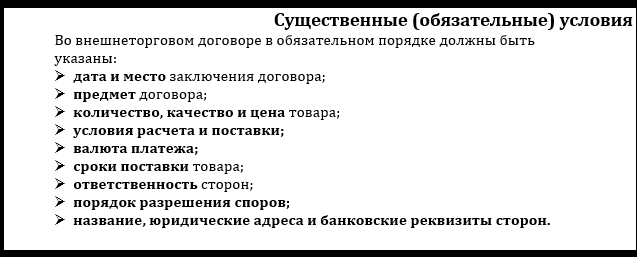 Существенные (обязательные) условия
Во внешнеторговом договоре в обязательном порядке должны быть
указаны:
➢ дата и место заключения договора;
➢ предмет договора;
➢ количество, качество и цена товара;
➢ условия расчета и поставки;
➢ валюта платежа;
➢ сроки поставки товара;
➢ ответственность сторон;
➢ порядок разрешения споров;
➢ название, юридические адреса и банковские реквизиты сторон.